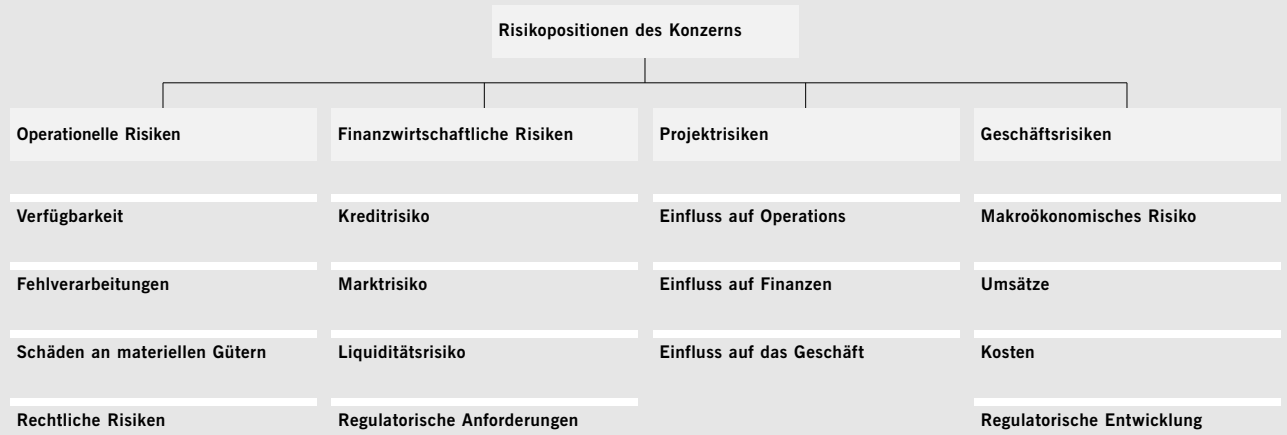 Risikopositionen des Konzerns
Operationelle Risiken
Finanzwirtschaftliche Risiken
Projektrisiken
Geschäftsrisiken
Verfügbarkeit
Kreditrisiko
Einfluss auf Operations
Makroökonomisches Risiko
Fehlverarbeitungen
Marktrisiko
Einfluss auf Finanzen
Umsätze
Schäden an materiellen Gütern
Liquiditätsrisiko
Einfluss auf das Geschäft
Kosten
Rechtliche Risiken
Regulatorische Anforderungen
Regulatorische Entwicklung